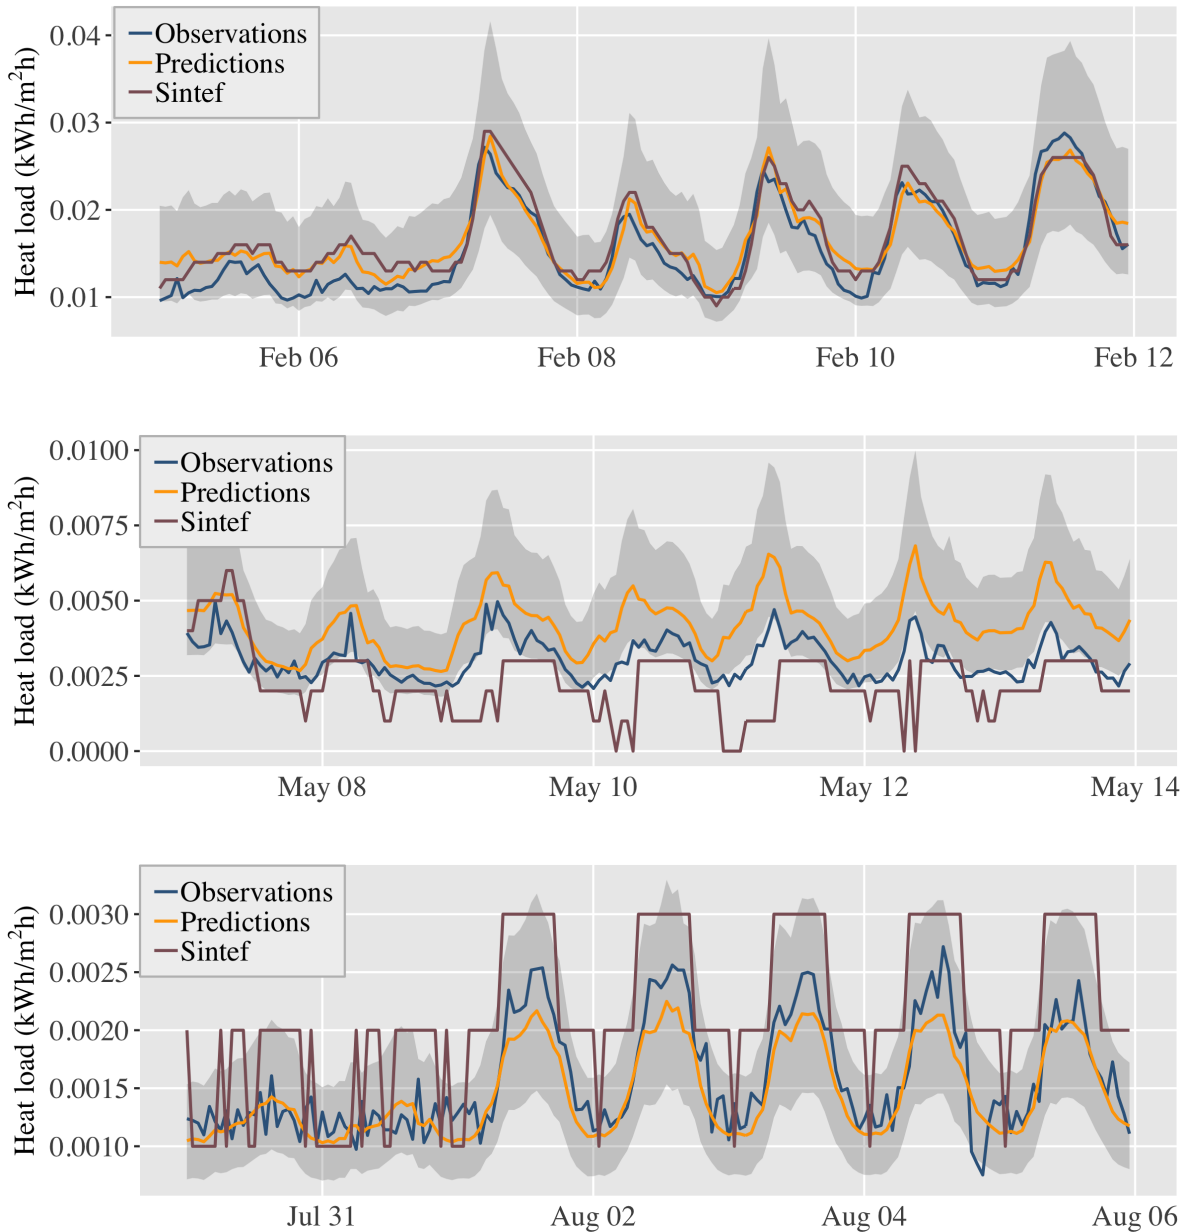 Heat load (kWh/m²h)
0.04
0.03
0.02
0.01
Observations
Predictions
Sintef
Feb 06
Feb 08
Feb 10
Feb 12
Heat load (kWh/m²h)
0.0100
0.0075
0.0050
0.0025
0.0000
Observations
Predictions
Sintef
May 08
May 10
May 12
May 14
Heat load (kWh/m²h)
0.0030
0.0025
0.0020
0.0015
0.0010
Observations
Predictions
Sintef
Jul 31
Aug 02
Aug 04
Aug 06